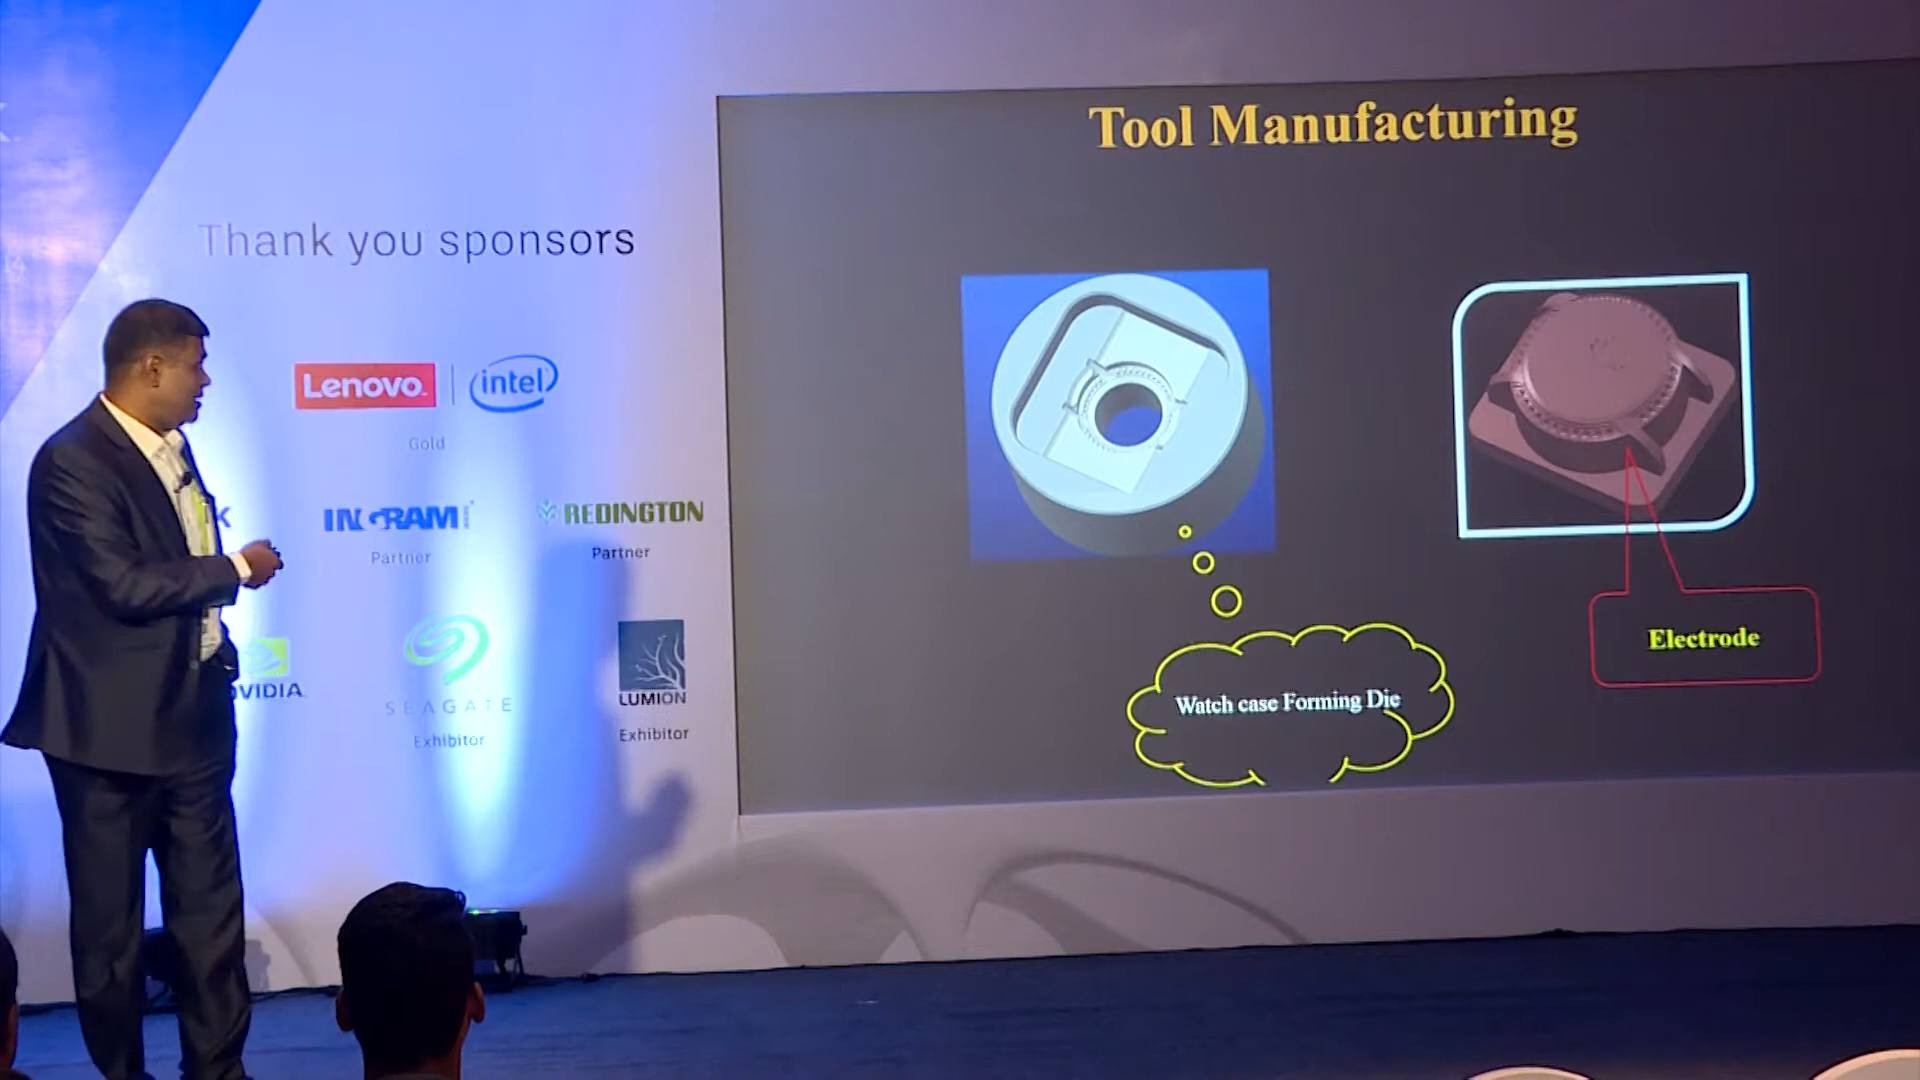 Thank you sponsors
Lenovo
intel
Gold
INGRAM
Partner
REDINGTON
Partner
SEAGATE
Exhibitor
LUMION
Exhibitor
Tool Manufacturing
Watch case Forming Die
Electrode